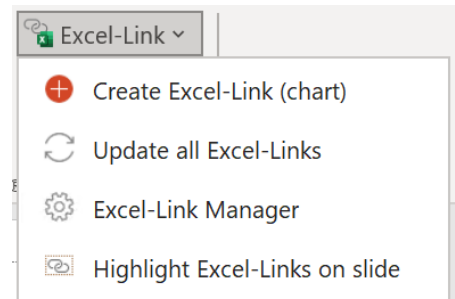 Excel-Link
Create Excel-Link (chart)
Update all Excel-Links
Excel-Link Manager
Highlight Excel-Links on slide